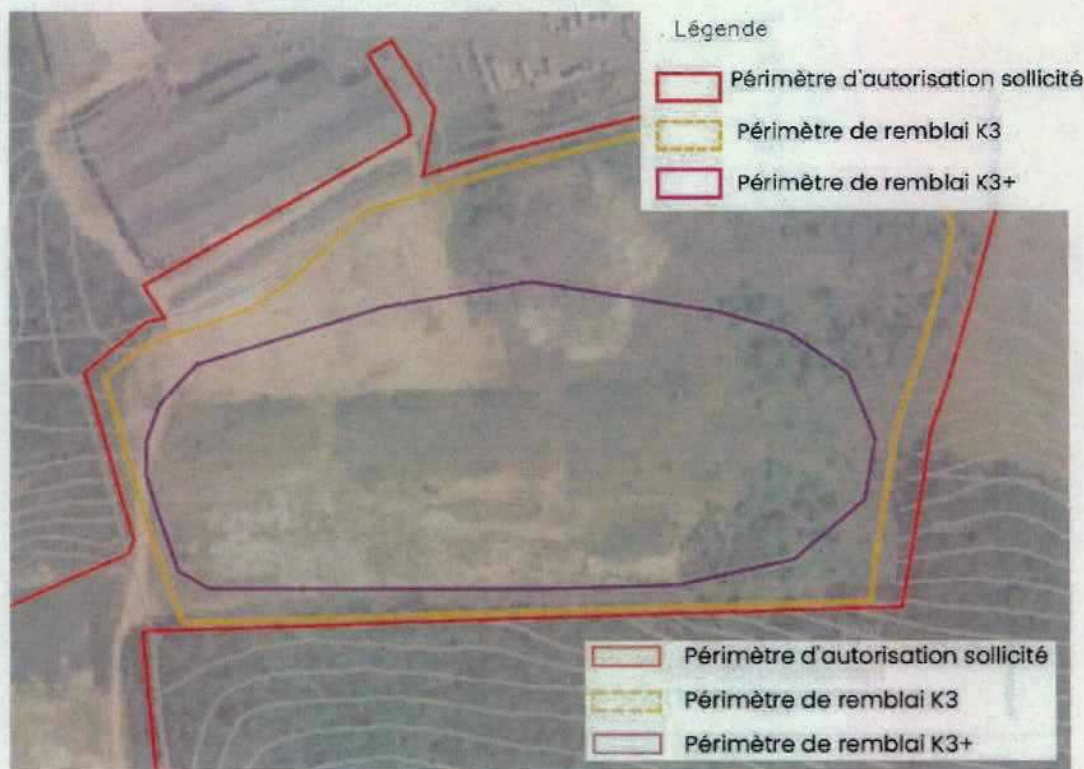 Légende
Périmètre d'autorisation sollicité
Périmètre de remblai K3
Périmètre de remblai K3+
Périmètre d'autorisation sollicité
Périmètre de remblai K3
Périmètre de remblai K3+